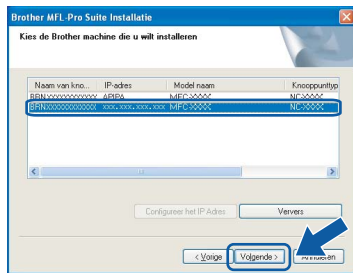 Brother MFL-Pro Suite Installatie
Kies de Brother machine die u wilt installeren
Naam van kno... IP-adres Model naam Knooppunttyp
BRNXXXXXXXXXXXX APIPA MFC-XXXX NC-XXXX
BRNXXXXXXXXXXXX xxx.xxx.xxx.xxx MFC-XXXX NC-XXXX
Configureer het IP Adres Ververs
< Vorige Volgende > Annuleren